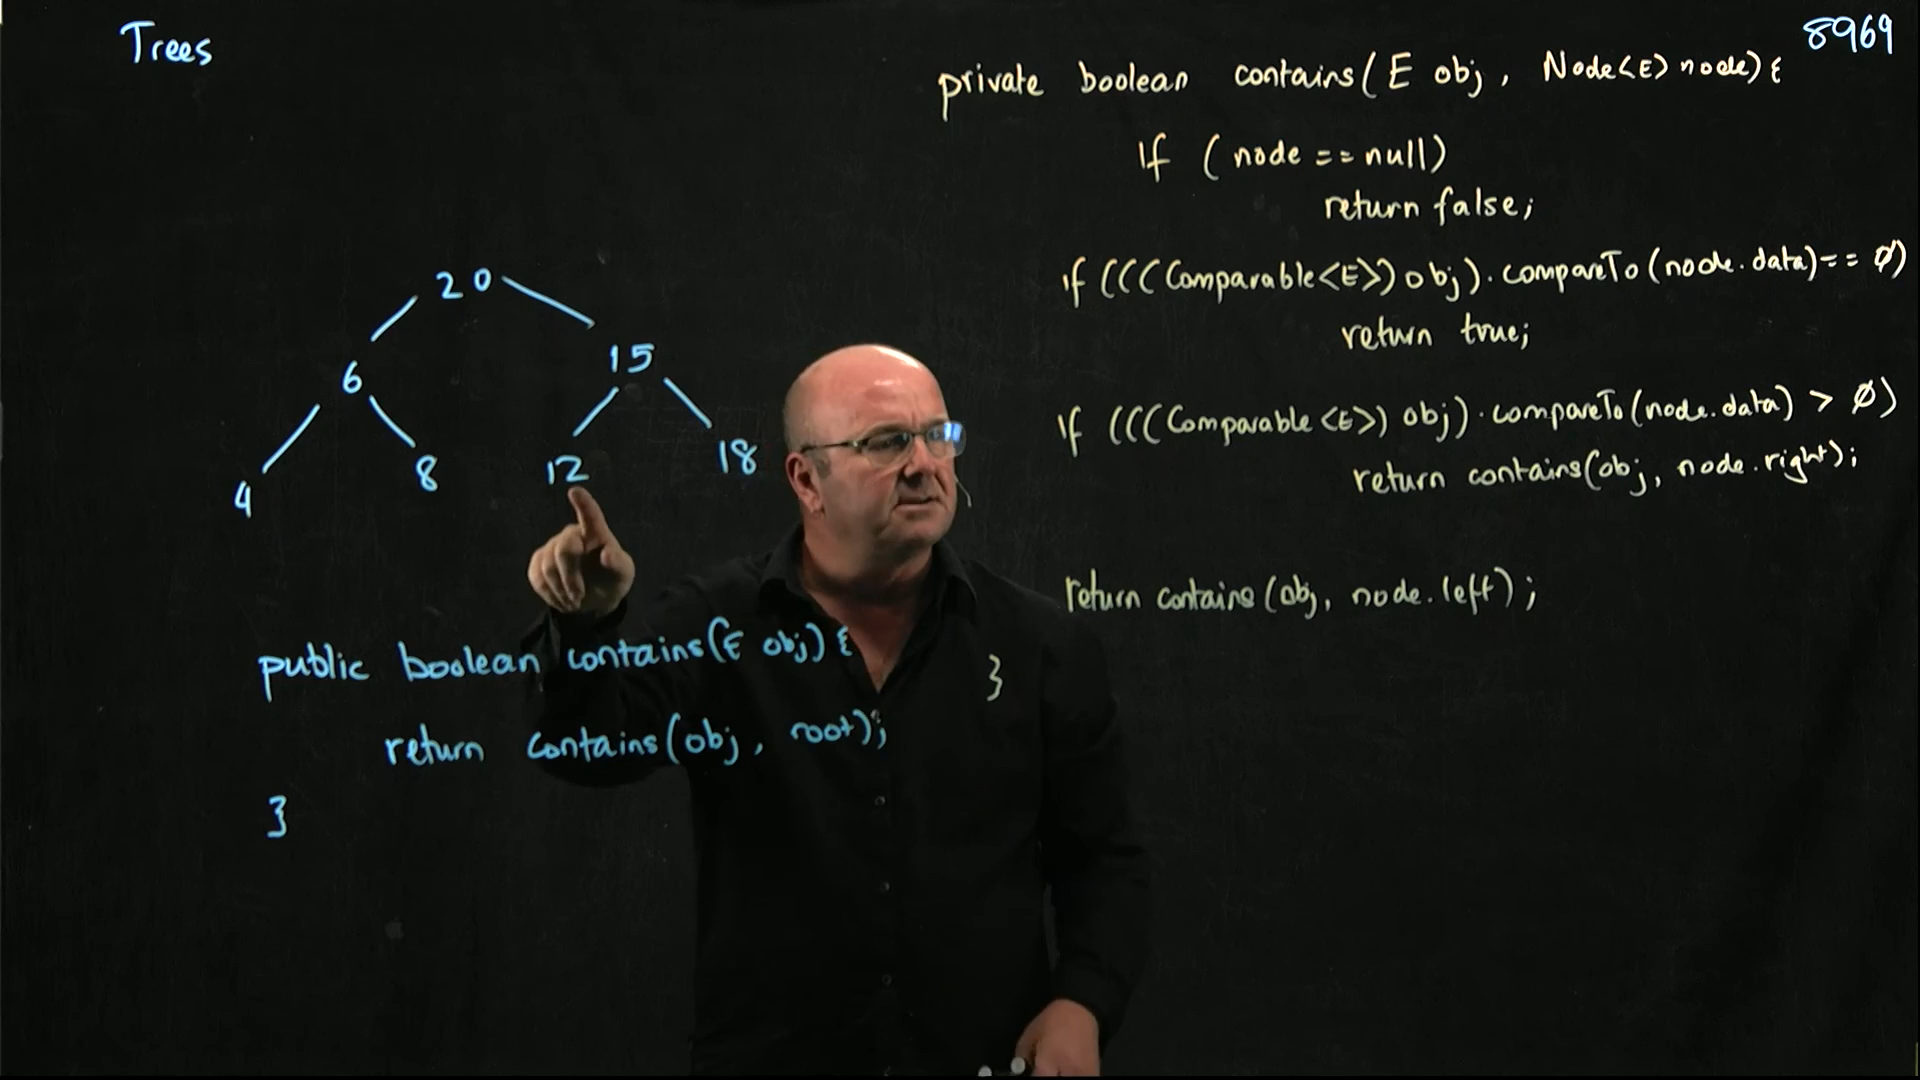 Trees
8969
20
6 15
4 8 12 18
public boolean contains(E obj) {
return contains(obj, root);
}
private boolean contains(E obj, Node<E> node) {
if (node == null)
return false;
if (((Comparable<E>) obj).compareTo(node.data) == 0)
return true;
if (((Comparable<E>) obj).compareTo(node.data) > 0)
return contains(obj, node.right);
return contains(obj, node.left);
}